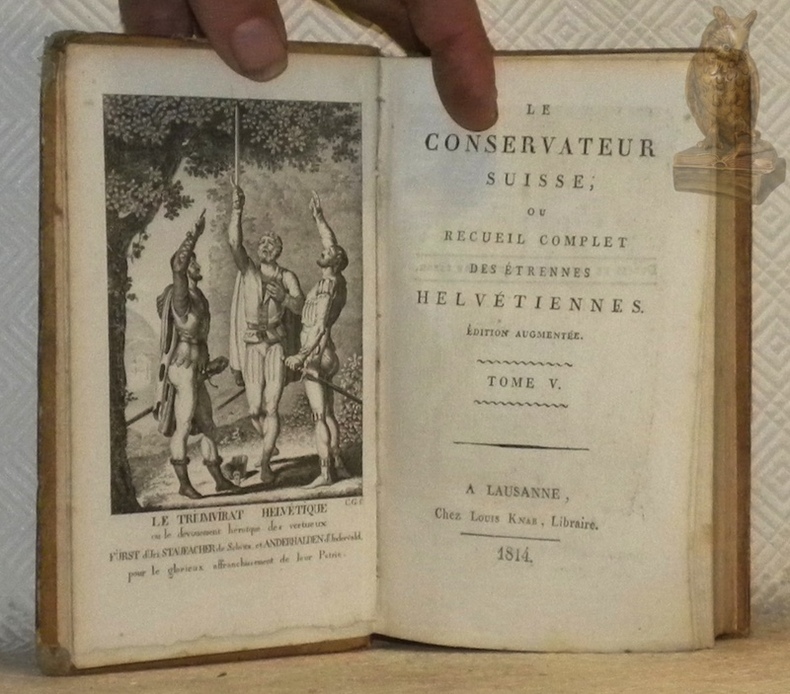 C.G.f.
LE TRIUMVIRAT HELVÉTIQUE
ou le dévouement héroïque des vertueux
FÜRST d'Uri, STAUFFACHER de Schwitz, et ANDERHALDEN d'Undervald,
pour le glorieux affranchissement de leur Patrie.
LE
CONSERVATEUR
SUISSE,
OU
RECUEIL COMPLET
DES ÉTRENNES
HELVÉTIENNES.
ÉDITION AUGMENTÉE.
TOME V.
A LAUSANNE,
Chez LOUIS KNAB, Libraire.
1814.